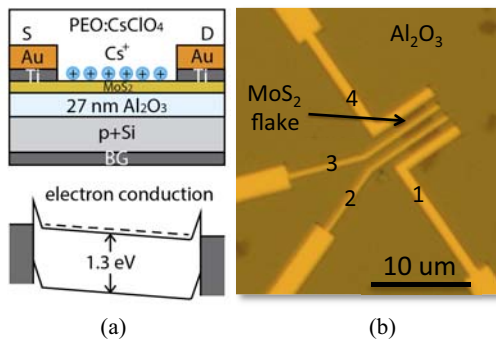 S PEO:CsClO₄ D
Au Cs⁺ Au
Ti ++++++ Ti
MoS₂
27 nm Al₂O₃
p+Si
BG
electron conduction
1.3 eV
(a)
Al₂O₃
MoS₂
flake
4
3
2
1
10 um
(b)